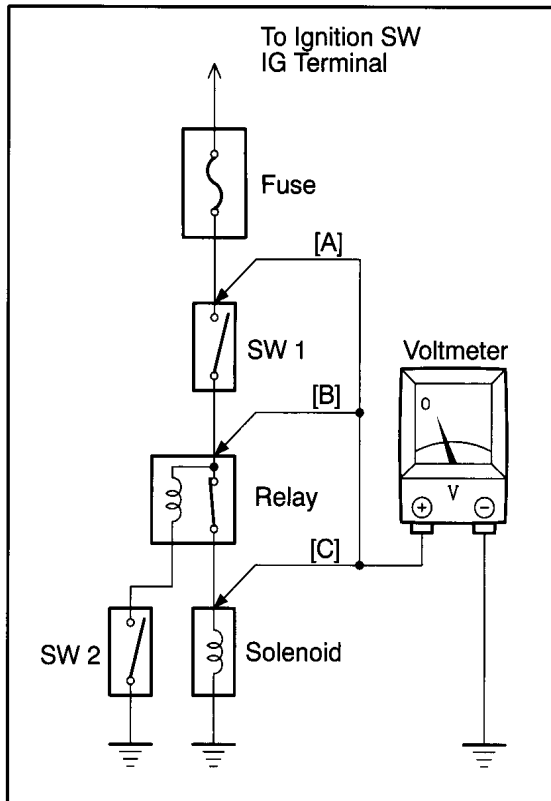 To Ignition SW
IG Terminal
Fuse
[A]
SW 1
Voltmeter
0
[B]
V
Relay
[C]
SW 2
Solenoid